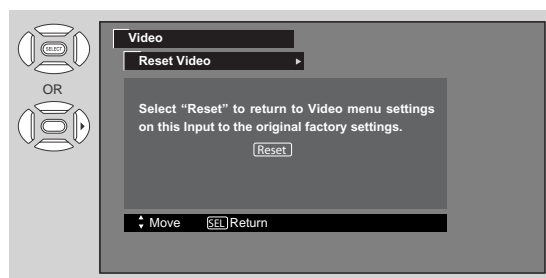 SELECT
OR
Video
Reset Video
Select “Reset” to return to Video menu settings
on this Input to the original factory settings.
Reset
Move SEL Return